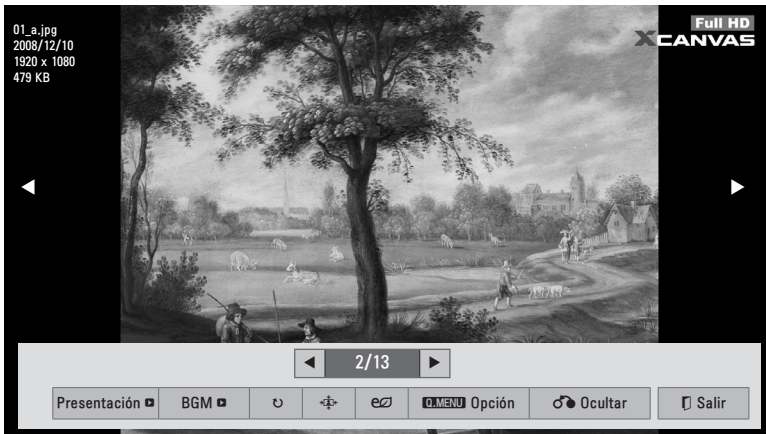 01_a.jpg
2008/12/10
1920 x 1080
479 KB
Full HD
XCANVAS
2/13
Presentación
BGM
Q.MENU Opción
Ocultar
Salir